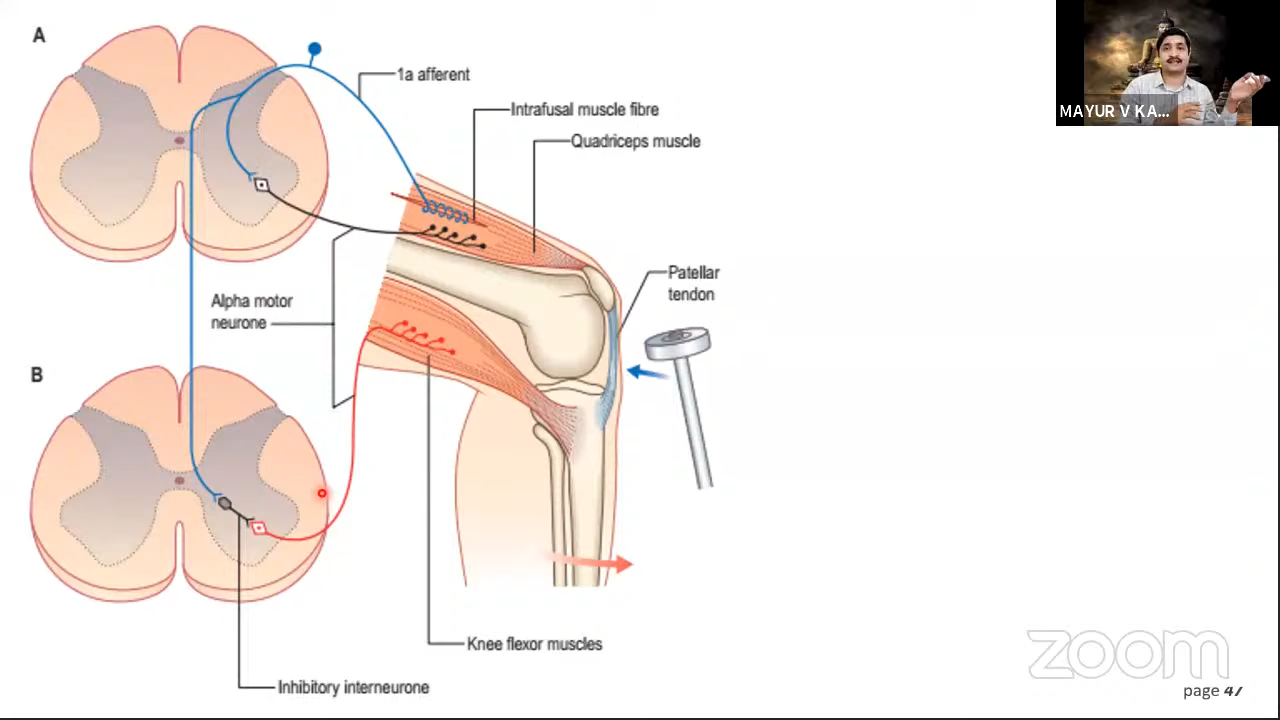 A
1a afferent
Intrafusal muscle fibre
Quadriceps muscle
MAYUR V KA...
Patellar
tendon
Alpha motor
neurone
B
Knee flexor muscles
Inhibitory interneurone
zoom
page 47